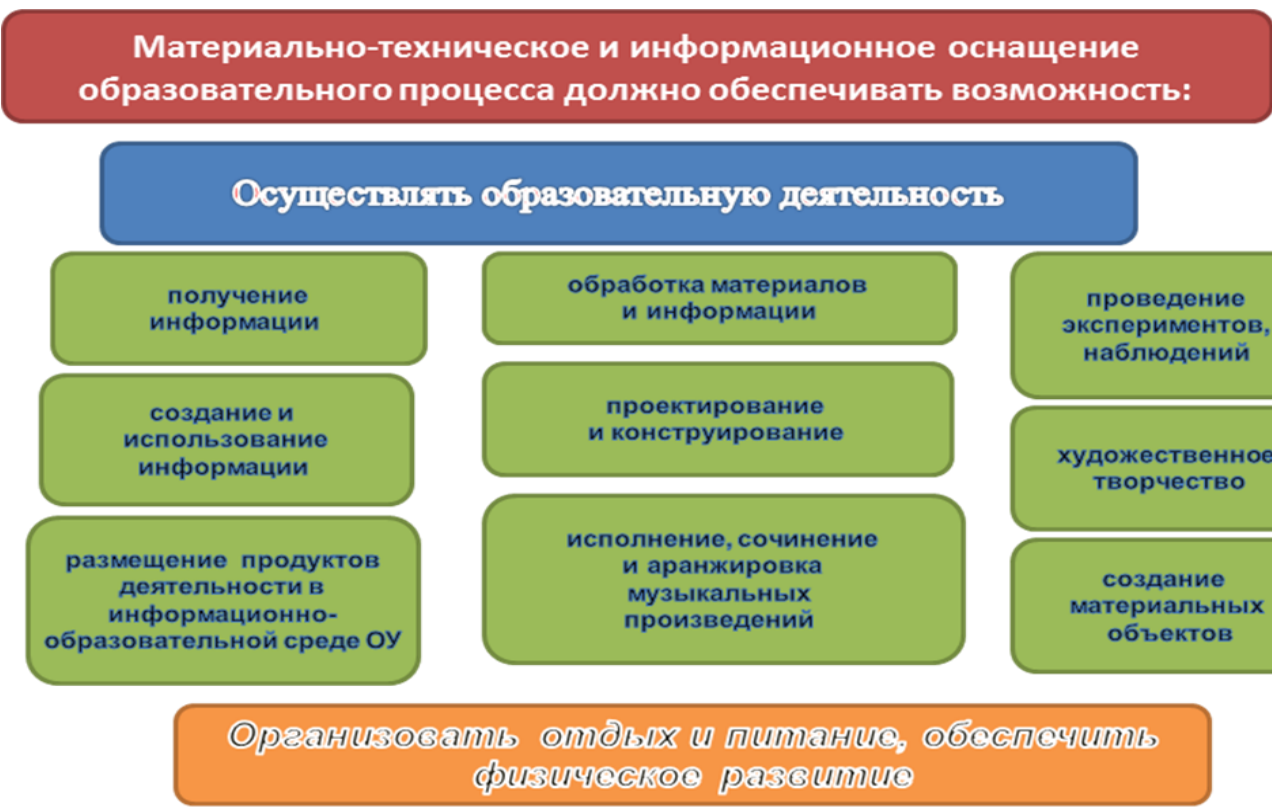 Материально-техническое и информационное оснащение
образовательного процесса должно обеспечивать возможность:
Осуществлять образовательную деятельность
получение
информации
создание и
использование
информации
размещение продуктов
деятельности в
информационно-
образовательной среде ОУ
обработка материалов
и информации
проектирование
и конструирование
исполнение, сочинение
и аранжировка
музыкальных
произведений
проведение
экспериментов,
наблюдений
художественное
творчество
создание
материальных
объектов
Организовать отдых и питание, обеспечить
физическое развитие